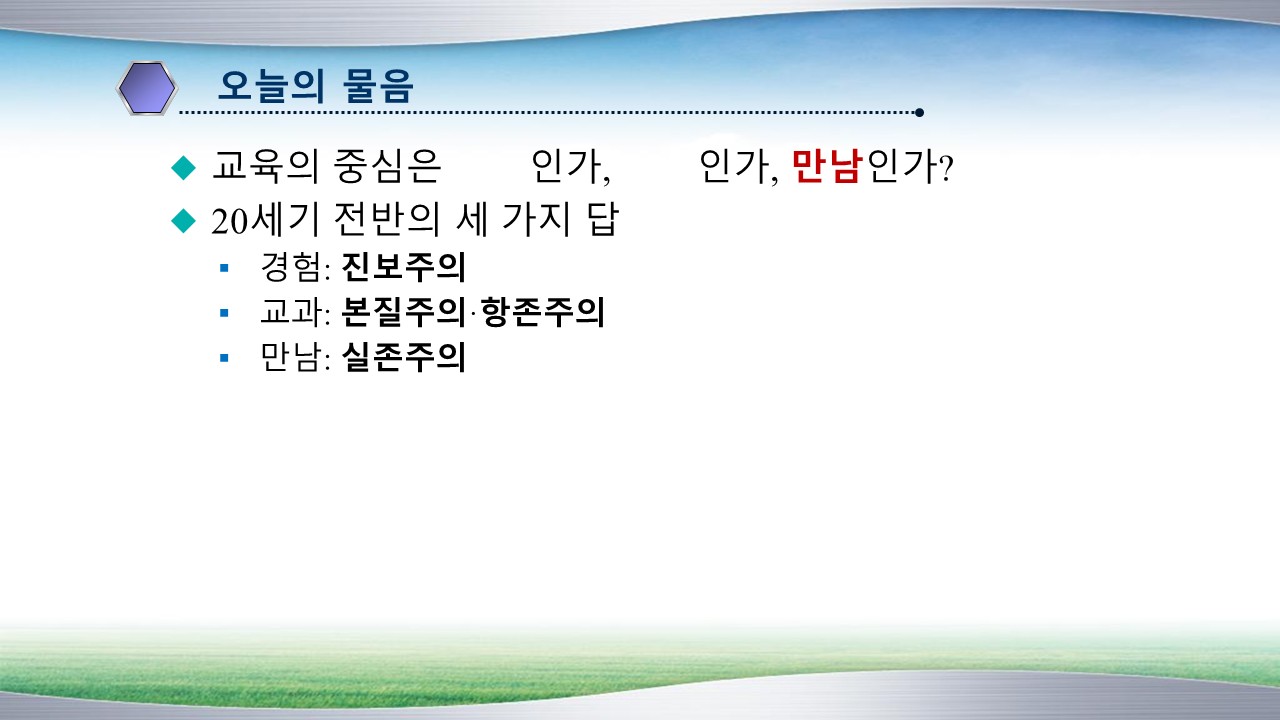 오늘의 물음
교육의 중심은 인가, 인가, 만남인가?
20세기 전반의 세 가지 답
경험: 진보주의
교과: 본질주의·항존주의
만남: 실존주의